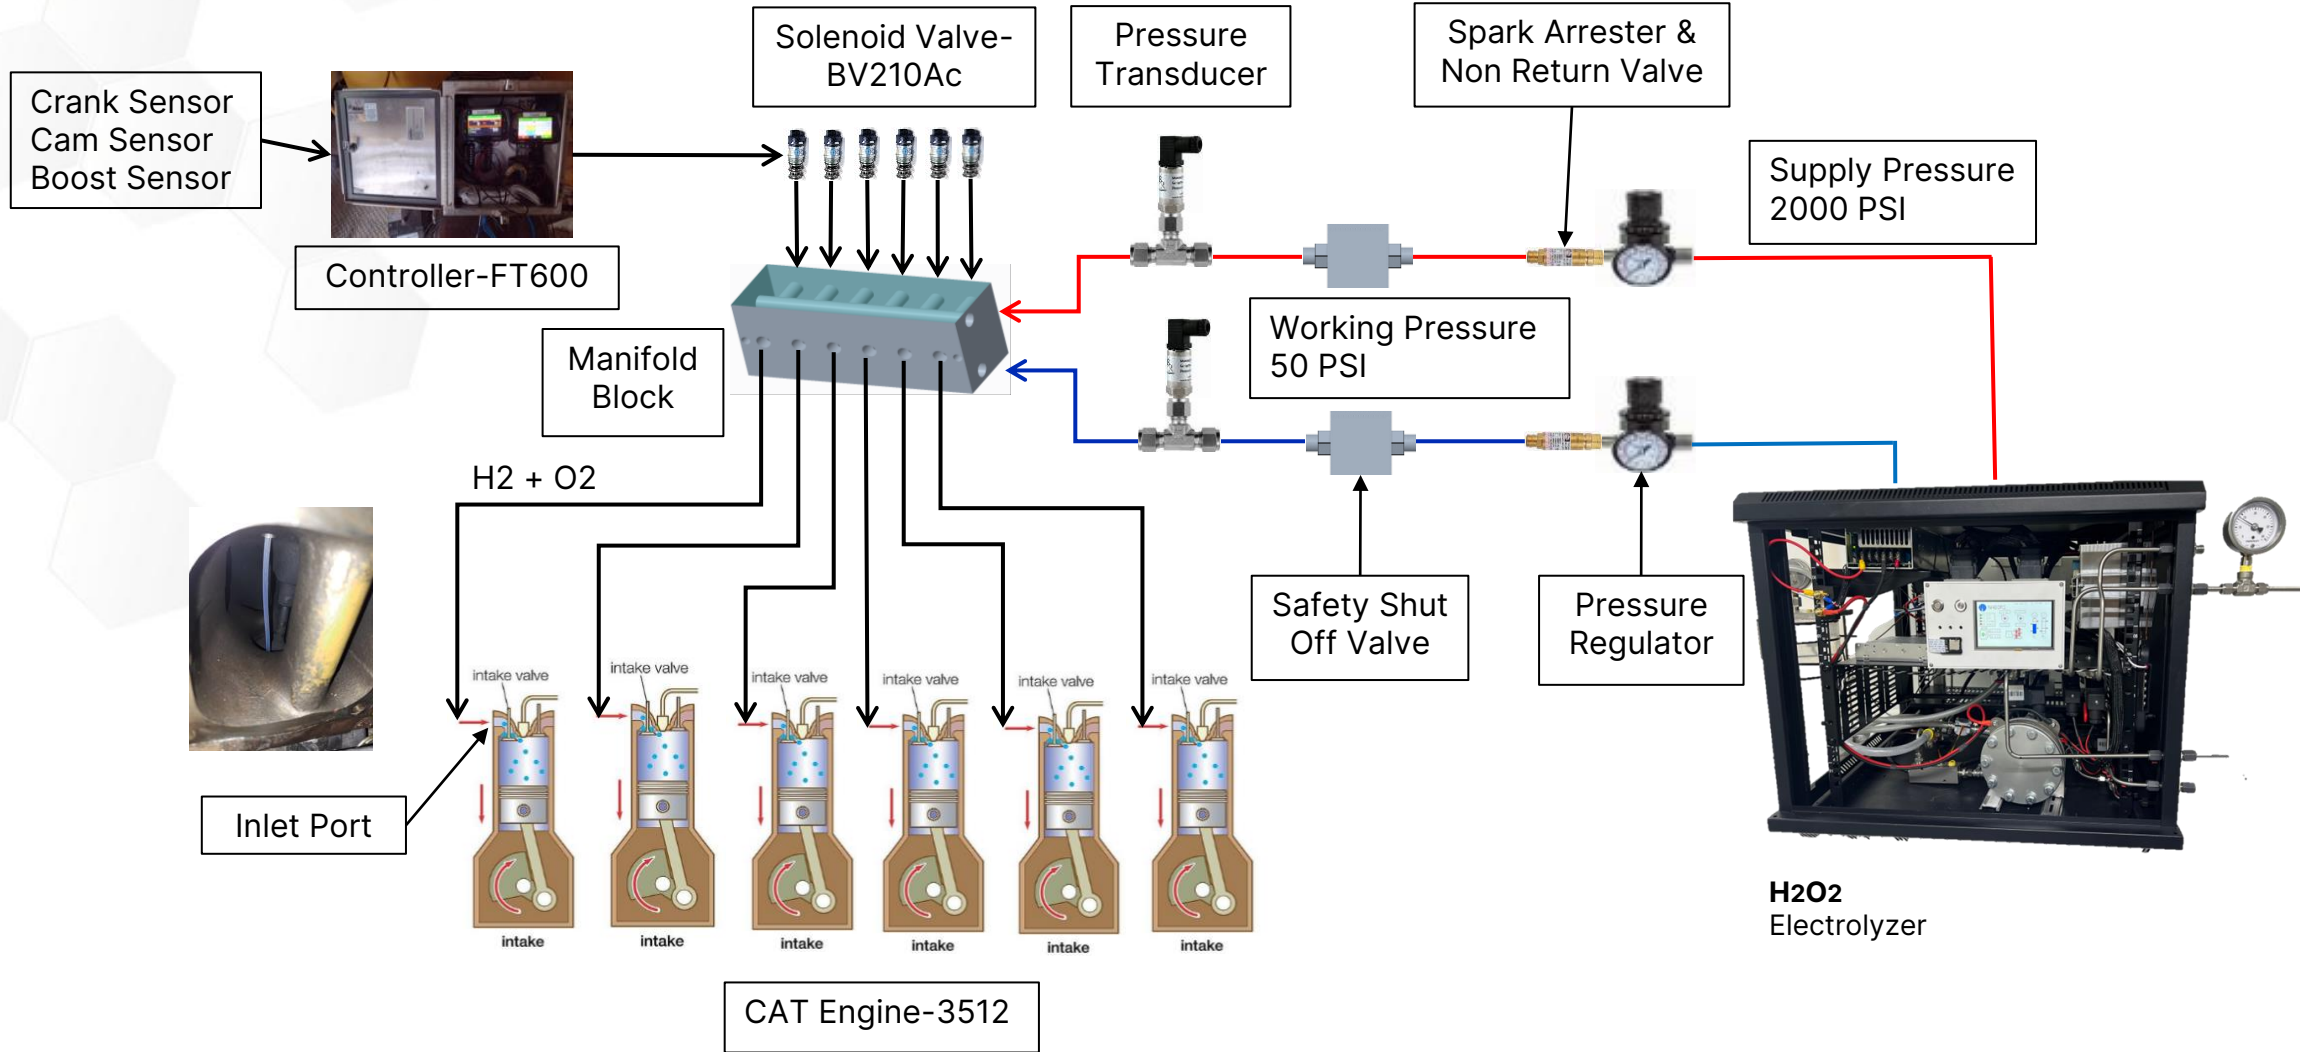 Solenoid Valve-
BV210Ac
Pressure
Transducer
Spark Arrester &
Non Return Valve
Crank Sensor
Cam Sensor
Boost Sensor
Supply Pressure
2000 PSI
Controller-FT600
Working Pressure
50 PSI
Manifold
Block
H2 + O2
Safety Shut
Off Valve
Pressure
Regulator
intake valve
intake valve
intake valve
intake valve
intake valve
intake valve
Inlet Port
intake
intake
intake
intake
intake
intake
H2O2
Electrolyzer
CAT Engine-3512